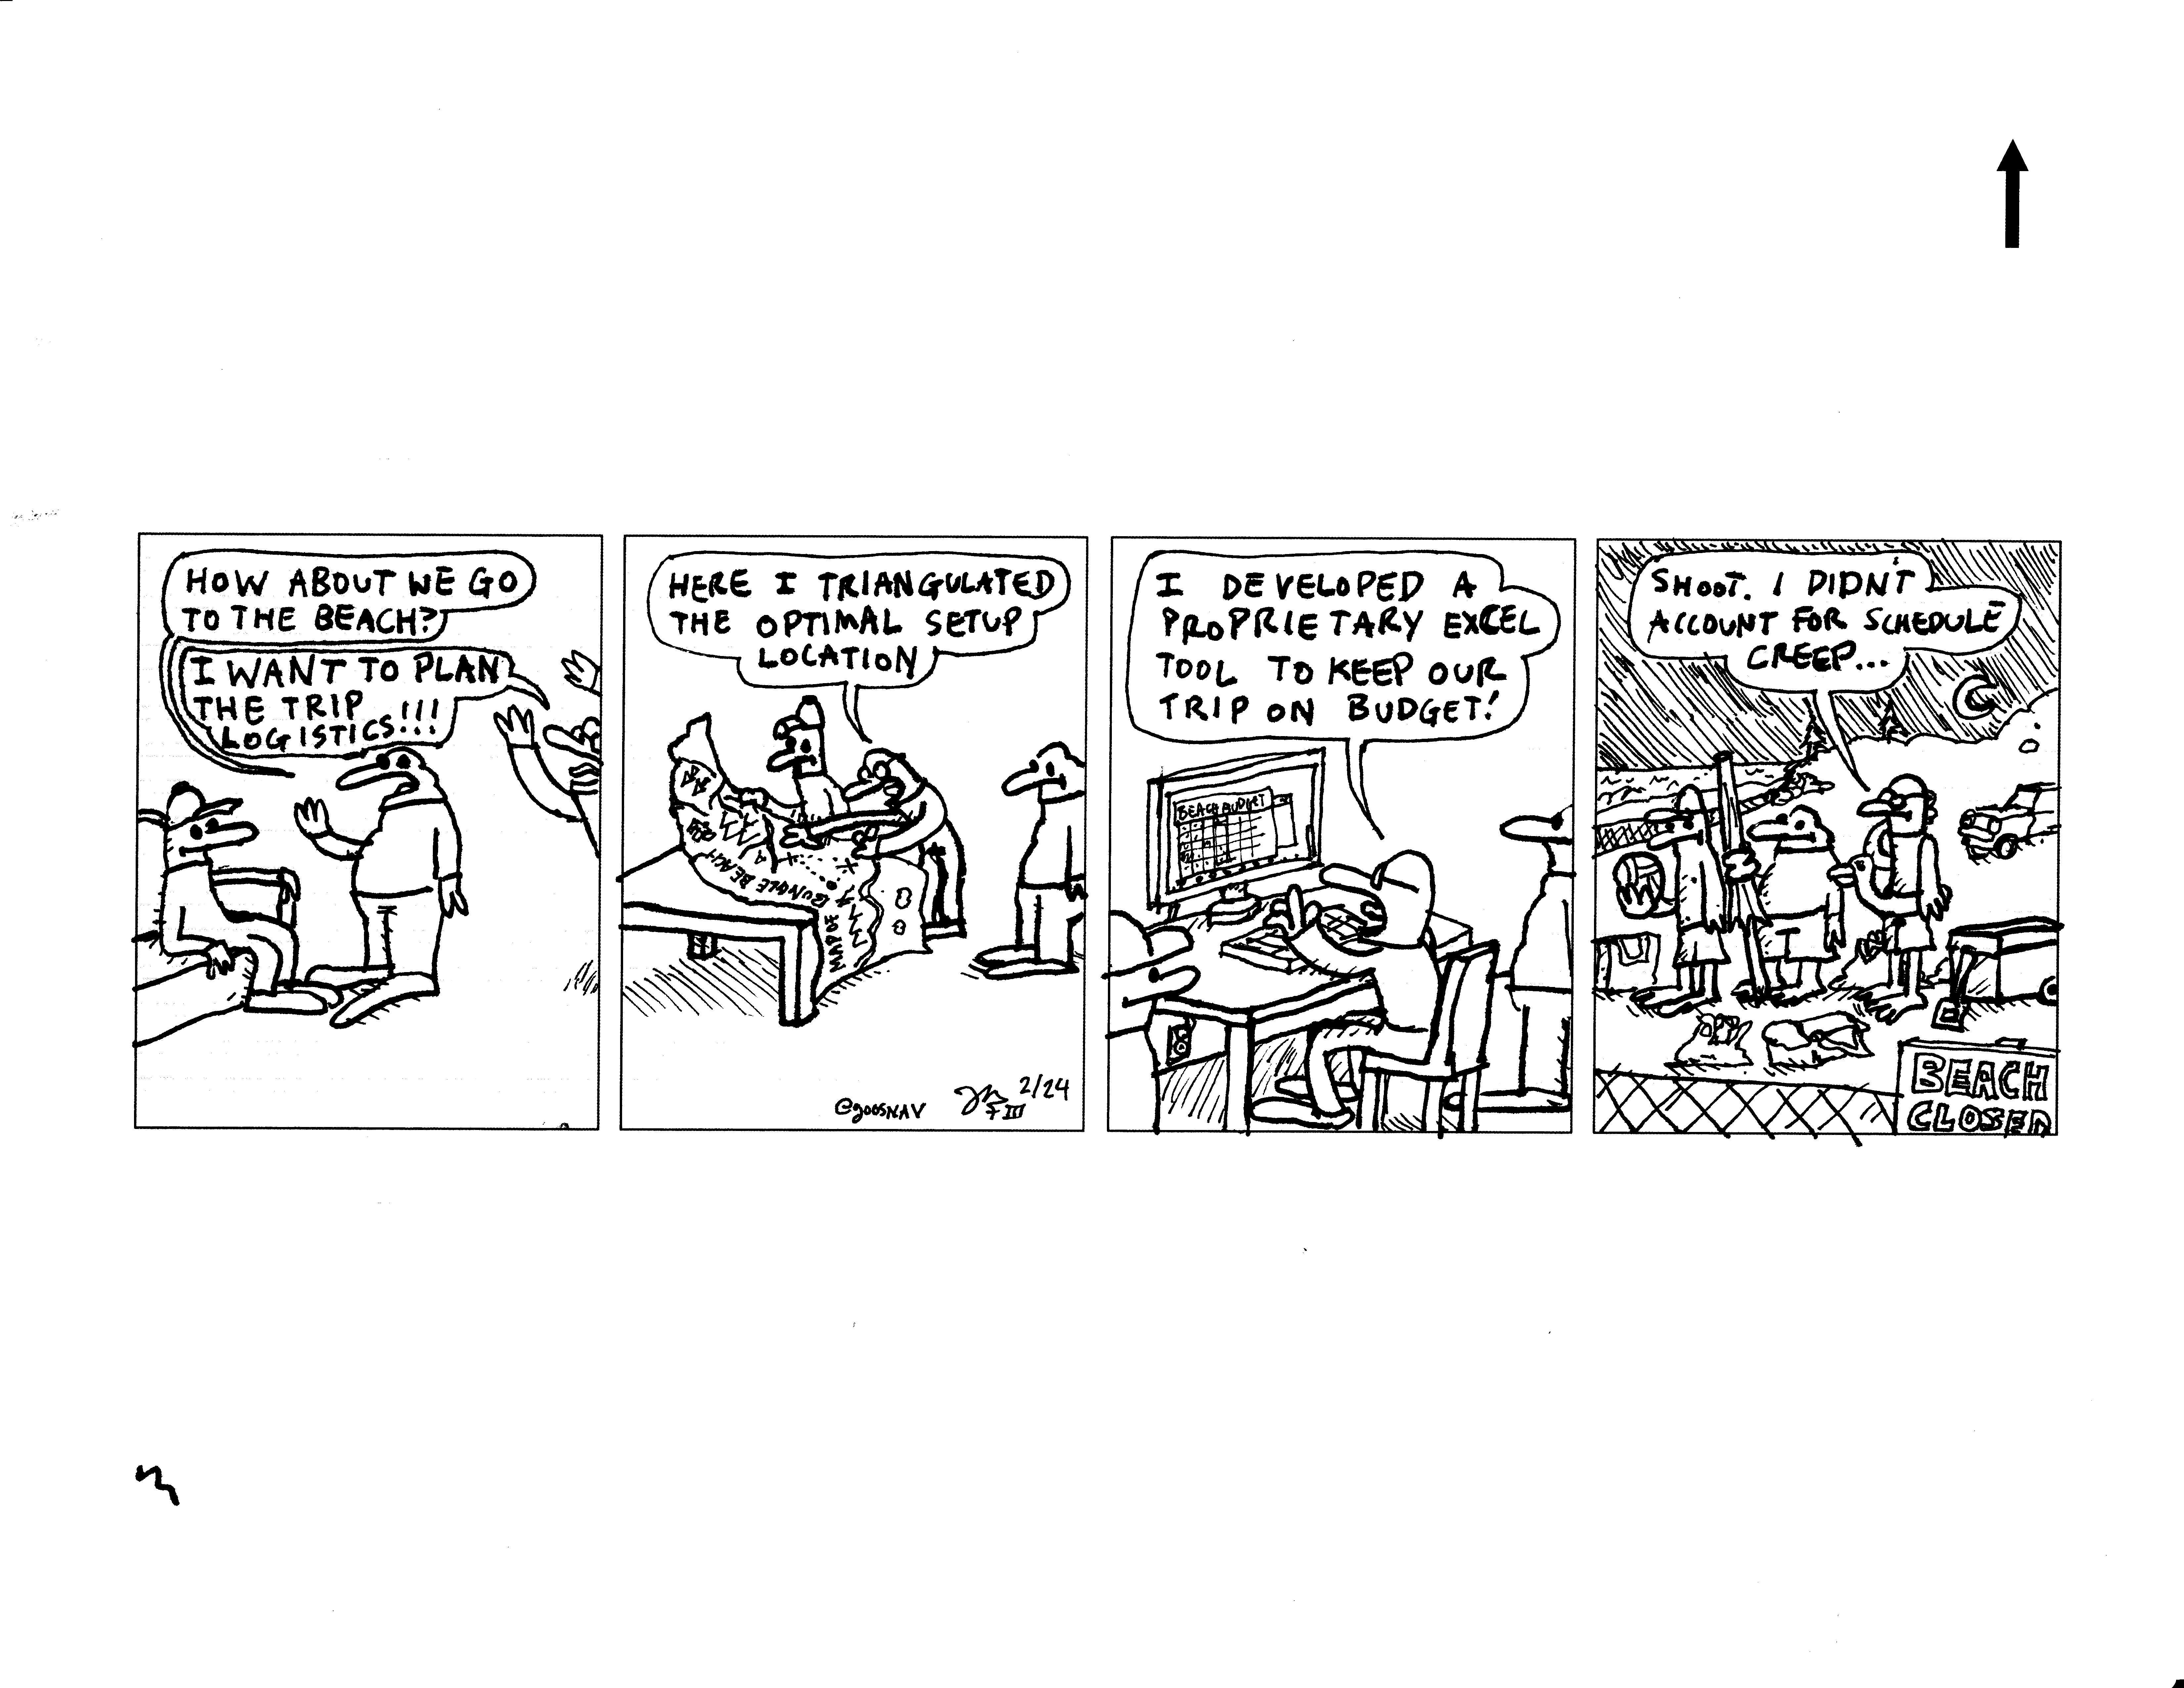 HOW ABOUT WE GO
TO THE BEACH?
I WANT TO PLAN
THE TRIP
LOGISTICS!!!
HERE I TRIANGULATED
THE OPTIMAL SETUP
LOCATION
MAP OF
BUNGLE BEACH
@goosNAV
2/24
I DEVELOPED A
PROPRIETARY EXCEL
TOOL TO KEEP OUR
TRIP ON BUDGET!
BEACH BUDGET
SHOOT. I DIDN'T
ACCOUNT FOR SCHEDULE
CREEP...
BEACH
CLOSED